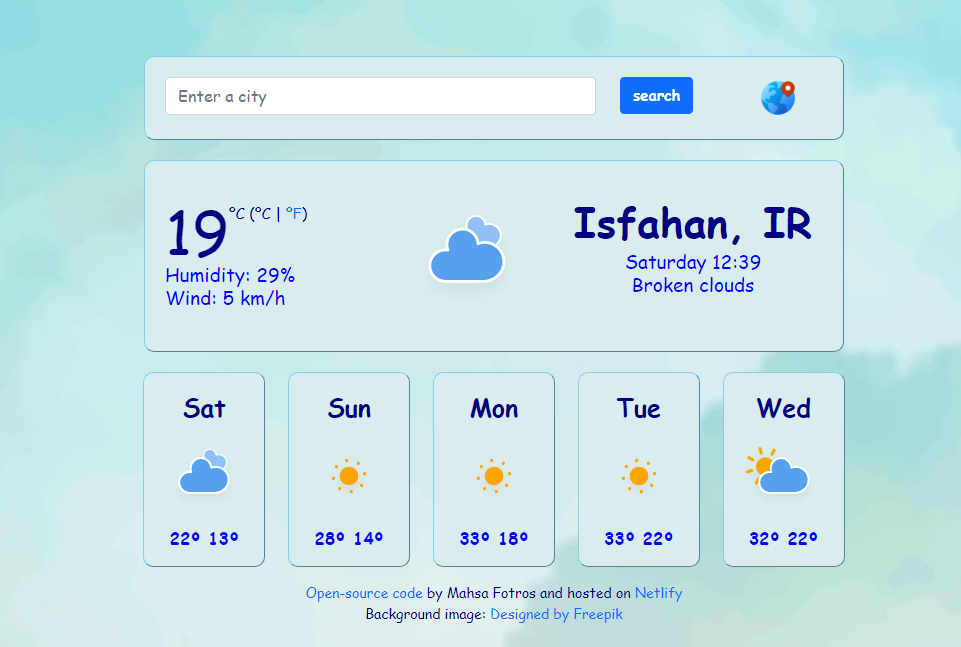 Enter a city
search
19 °C (°C | °F)
Humidity: 29%
Wind: 5 km/h
Isfahan, IR
Saturday 12:39
Broken clouds
Sat
22° 13°
Sun
28° 14°
Mon
33° 18°
Tue
33° 22°
Wed
32° 22°
Open-source code by Mahsa Fotros and hosted on Netlify
Background image: Designed by Freepik